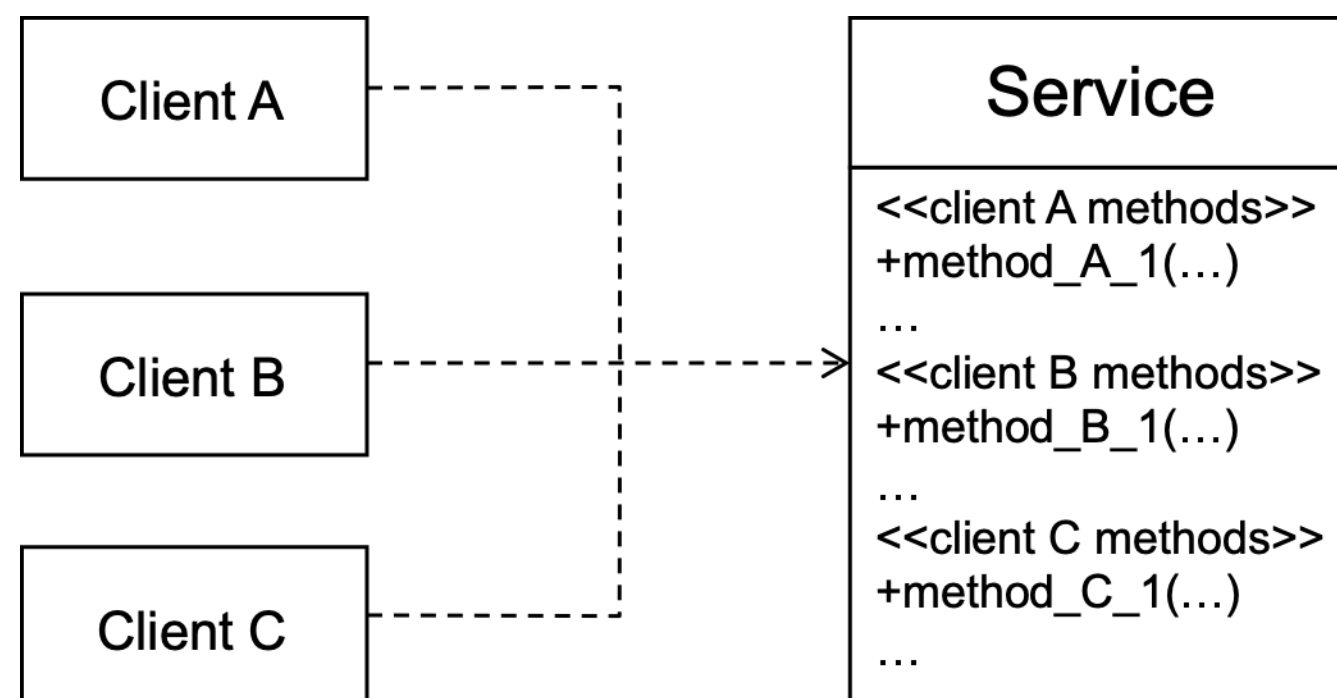 Client A
Client B
Client C
Service
<<client A methods>>
+method_A_1(…)
…
<<client B methods>>
+method_B_1(…)
…
<<client C methods>>
+method_C_1(…)
…